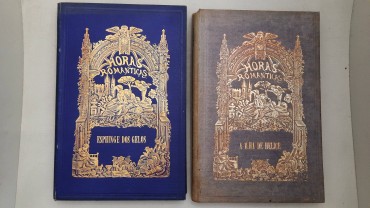 HORAS
ROMANTICAS
ESPHINGE DOS GELOS
HORAS
ROMANTICAS
A ILHA DE HELICE